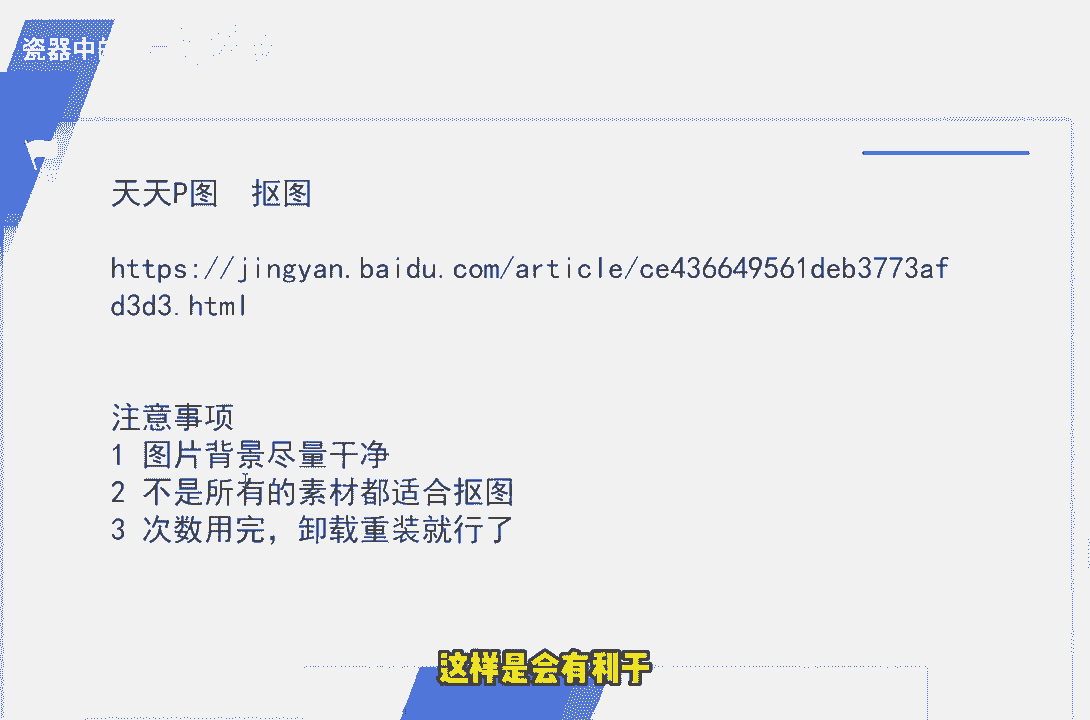 瓷器中的
天天P图  抠图
https://jingyan.baidu.com/article/ce436649561deb3773af
d3d3.html
注意事项
1 图片背景尽量干净
2 不是所有的素材都适合抠图
3 次数用完，卸载重装就行了
这样是会有利于